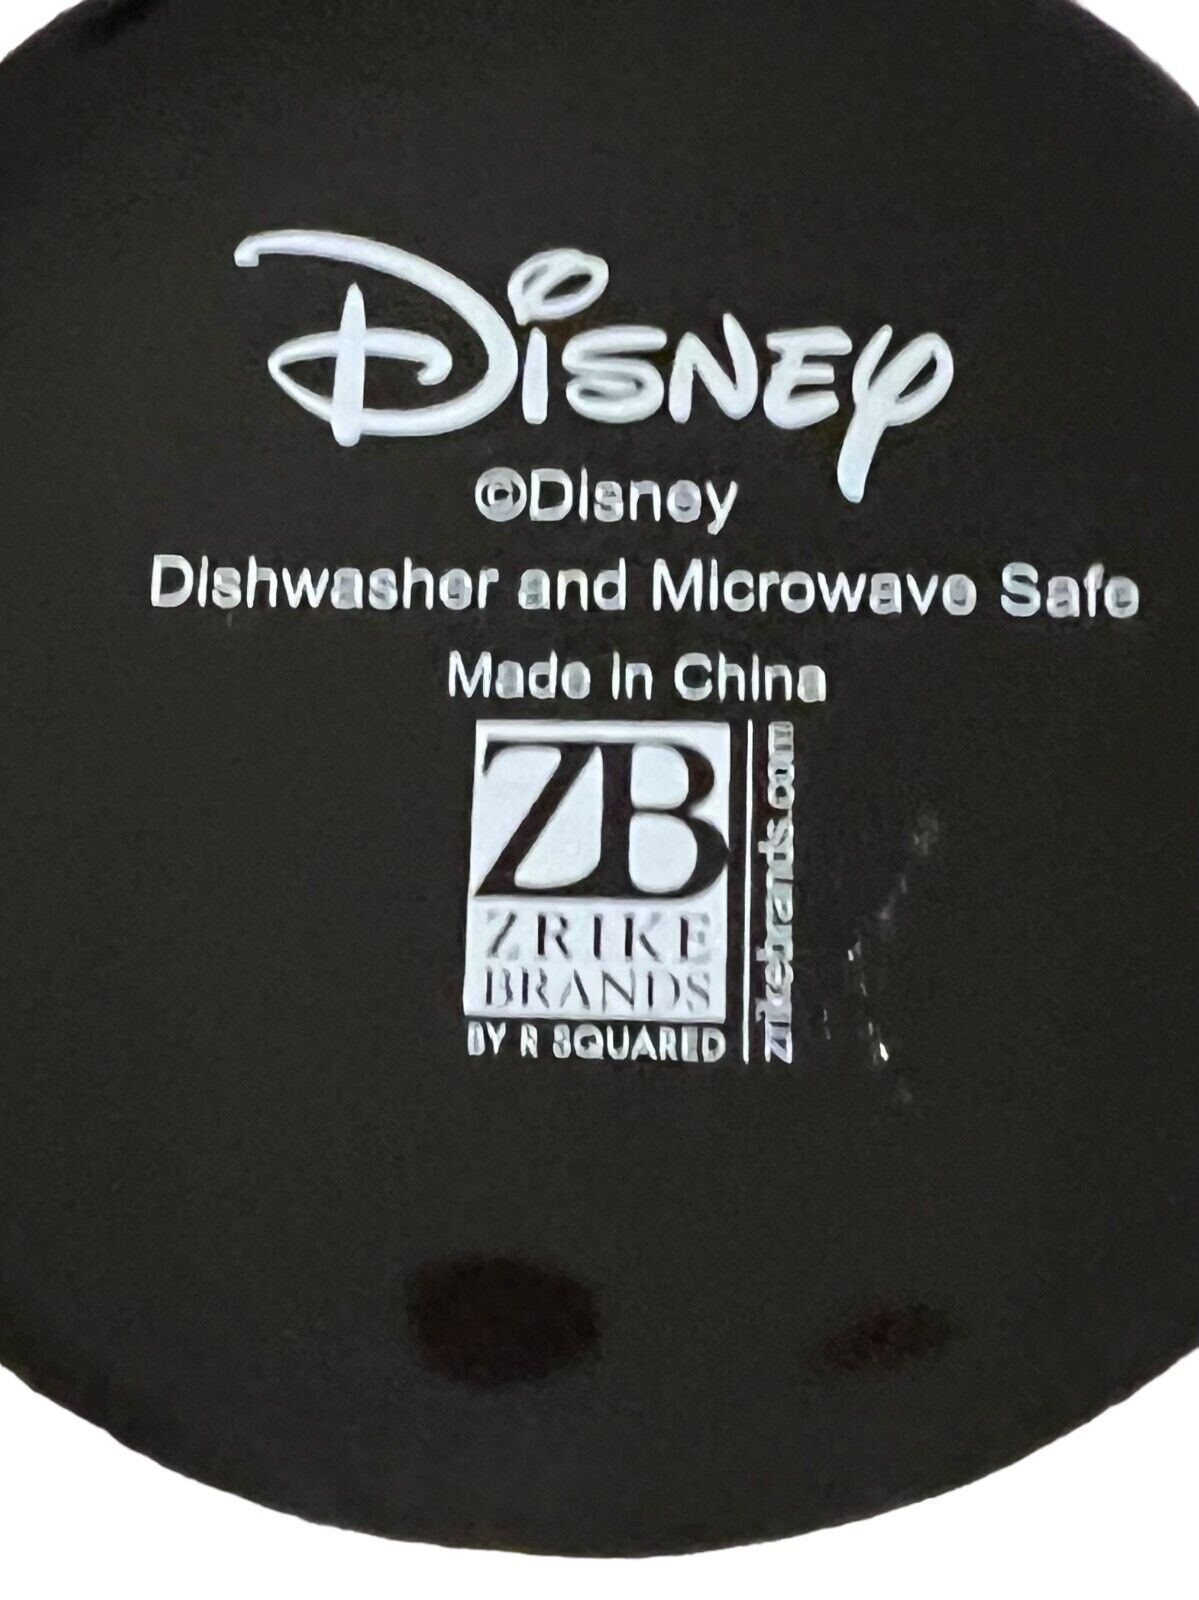 Disney
©Disney
Dishwasher and Microwave Safe
Made in China
ZB
ZRIKE
BRANDS
BY R SQUARED
zrikebrands.com